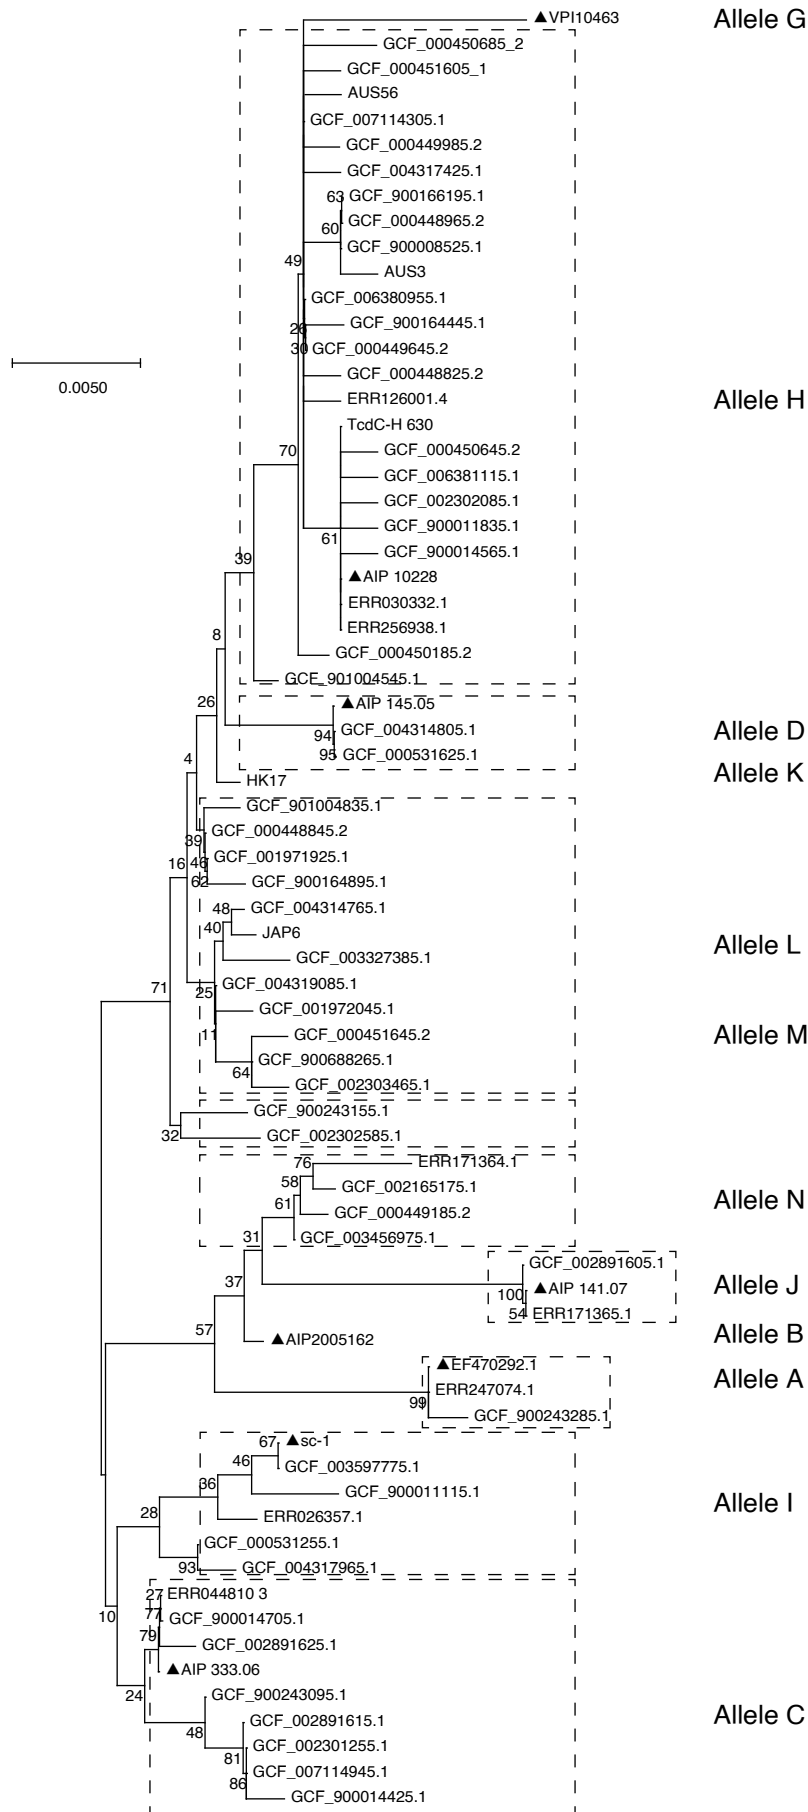 ▲VPI10463 Allele G
GCF_000450685_2
GCF_000451605_1
AUS56
GCF_007114305.1
GCF_000449985.2
GCF_004317425.1
63 GCF_900166195.1
GCF_000448965.2
60
GCF_900008525.1
49
AUS3
GCF_006380955.1
26 GCF_900164445.1
30 GCF_000449645.2
0.0050
GCF_000448825.2
ERR126001.4 Allele H
TcdC-H 630
70 GCF_000450645.2
GCF_006381115.1
GCF_002302085.1
GCF_900011835.1
61
GCF_900014565.1
39
▲AIP 10228
ERR030332.1
ERR256938.1
8
GCF_000450185.2
GCF_901004545.1
26 ▲AIP 145.05
GCF_004314805.1 Allele D
94
95 GCF_000531625.1
4
HK17 Allele K
GCF_901004835.1
GCF_000448845.2
39
GCF_001971925.1
16 46
62 GCF_900164895.1
48 GCF_004314765.1
40 JAP6 Allele L
GCF_003327385.1
71 GCF_004319085.1
25
GCF_001972045.1
11 GCF_000451645.2 Allele M
GCF_900688265.1
64
GCF_002303465.1
GCF_900243155.1
32 GCF_002302585.1
76 ERR171364.1
58 GCF_002165175.1
61 GCF_000449185.2 Allele N
31 GCF_003456975.1
GCF_002891605.1
37 ▲AIP 141.07 Allele J
100
54 ERR171365.1
57 ▲AIP2005162 Allele B
▲EF470292.1
ERR247074.1 Allele A
99
GCF_900243285.1
67 ▲sc-1
46 GCF_003597775.1
36 GCF_900011115.1
28 ERR026357.1 Allele I
GCF_000531255.1
93 GCF_004317965.1
27 ERR044810 3
10 77 GCF_900014705.1
79 GCF_002891625.1
▲AIP 333.06
24 GCF_900243095.1
GCF_002891615.1 Allele C
48
GCF_002301255.1
81
GCF_007114945.1
86
GCF_900014425.1